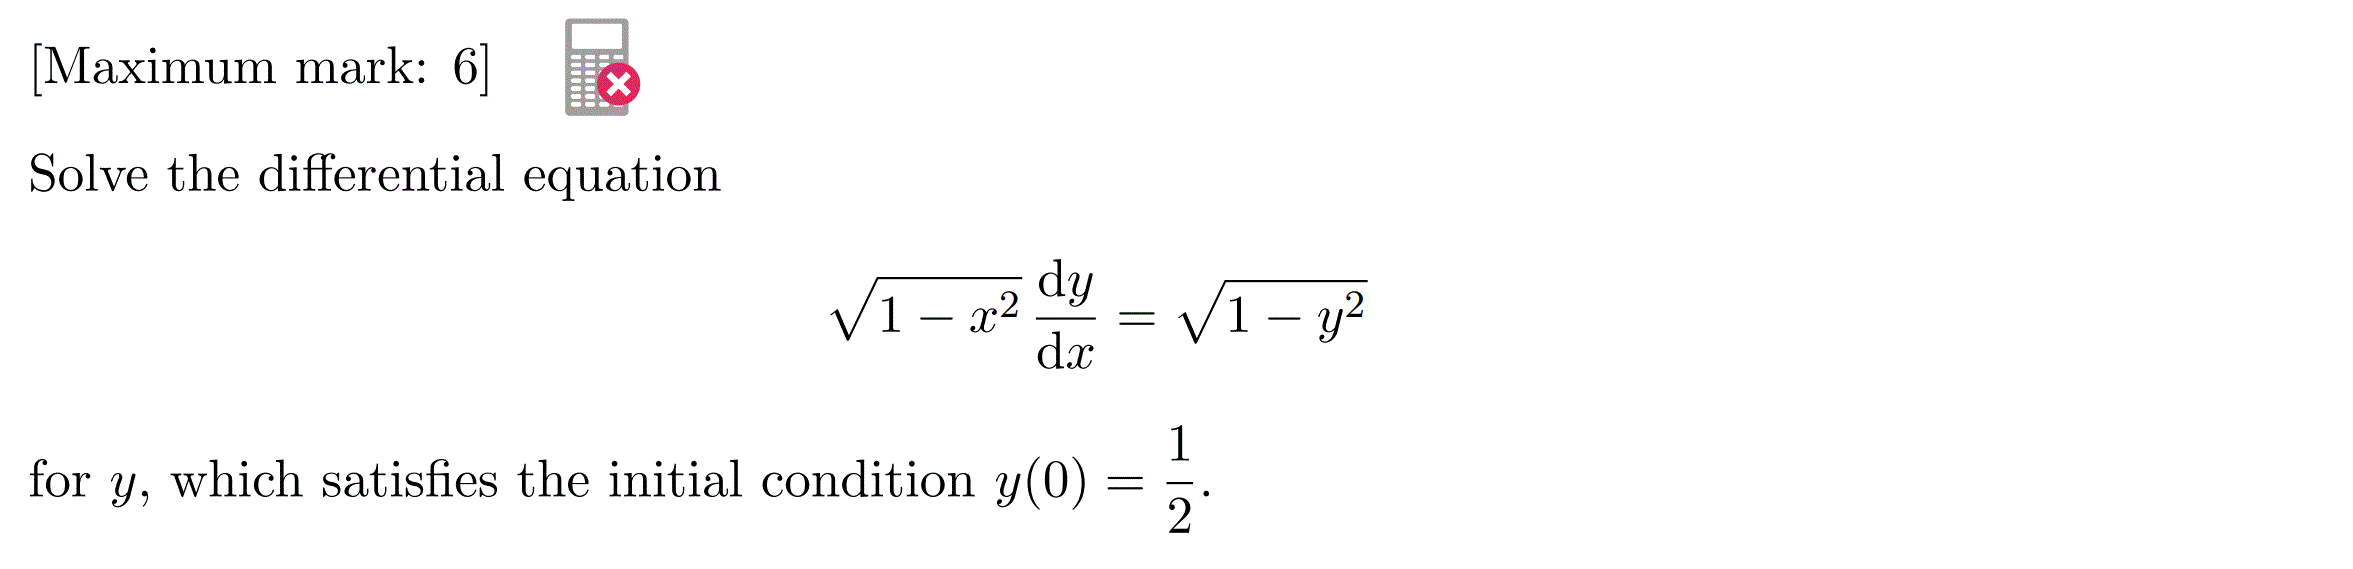 [Maximum mark: 6]
Solve the differential equation
√(1 − x²) dy/dx = √(1 − y²)
for y, which satisfies the initial condition y(0) = 1/2.